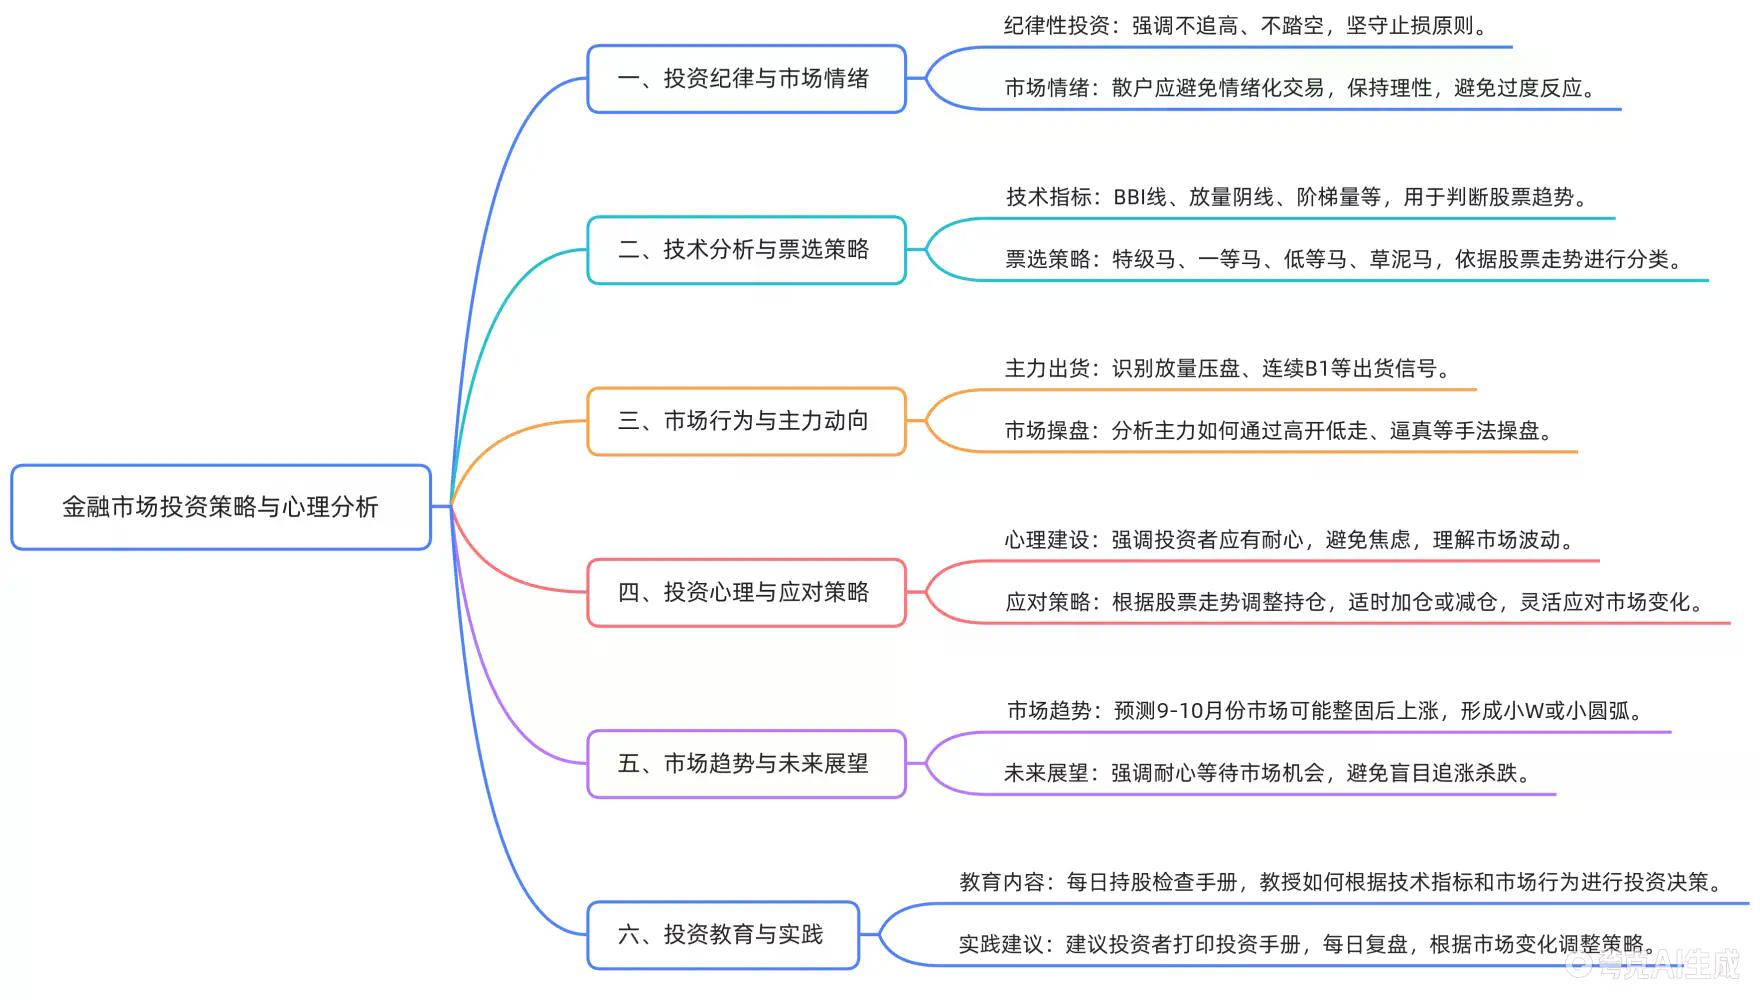 金融市场投资策略与心理分析
一、投资纪律与市场情绪
纪律性投资：强调不追高、不踏空，坚守止损原则。
市场情绪：散户应避免情绪化交易，保持理性，避免过度反应。
二、技术分析与票选策略
技术指标：BBI线、放量阴线、阶梯量等，用于判断股票趋势。
票选策略：特级马、一等马、低等马、草泥马，依据股票走势进行分类。
三、市场行为与主力动向
主力出货：识别放量压盘、连续B1等出货信号。
市场操盘：分析主力如何通过高开低走、逼真等手法操盘。
四、投资心理与应对策略
心理建设：强调投资者应有耐心，避免焦虑，理解市场波动。
应对策略：根据股票走势调整持仓，适时加仓或减仓，灵活应对市场变化。
五、市场趋势与未来展望
市场趋势：预测9-10月份市场可能整固后上涨，形成小W或小圆弧。
未来展望：强调耐心等待市场机会，避免盲目追涨杀跌。
六、投资教育与实践
教育内容：每日持股检查手册，教授如何根据技术指标和市场行为进行投资决策。
实践建议：建议投资者打印投资手册，每日复盘，根据市场变化调整策略。
夸克AI生成